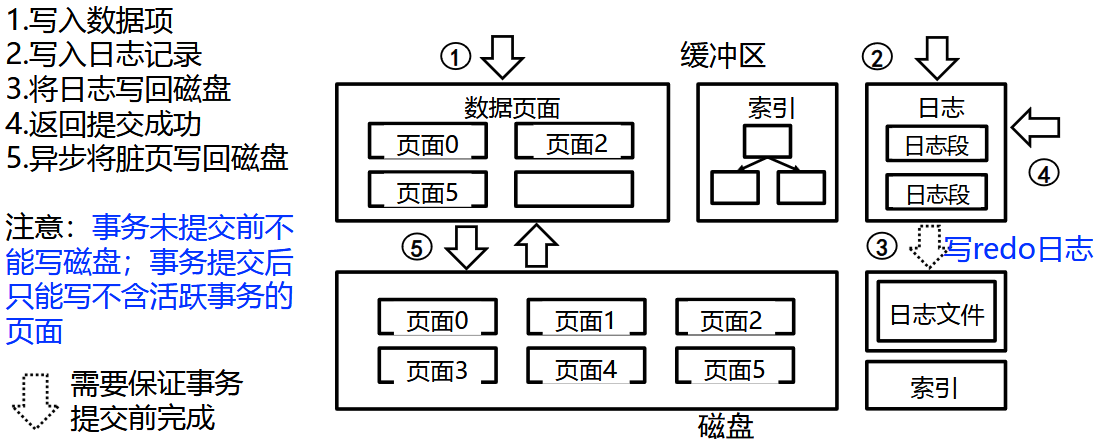 1.写入数据项
2.写入日志记录
3.将日志写回磁盘
4.返回提交成功
5.异步将脏页写回磁盘
注意：事务未提交前不
能写磁盘；事务提交后
只能写不含活跃事务的
页面
需要保证事务
提交前完成
①
缓冲区
②
数据页面
页面0
页面2
页面5
索引
日志
日志段
日志段
④
⑤
③
写redo日志
页面0
页面1
页面2
页面3
页面4
页面5
日志文件
索引
磁盘